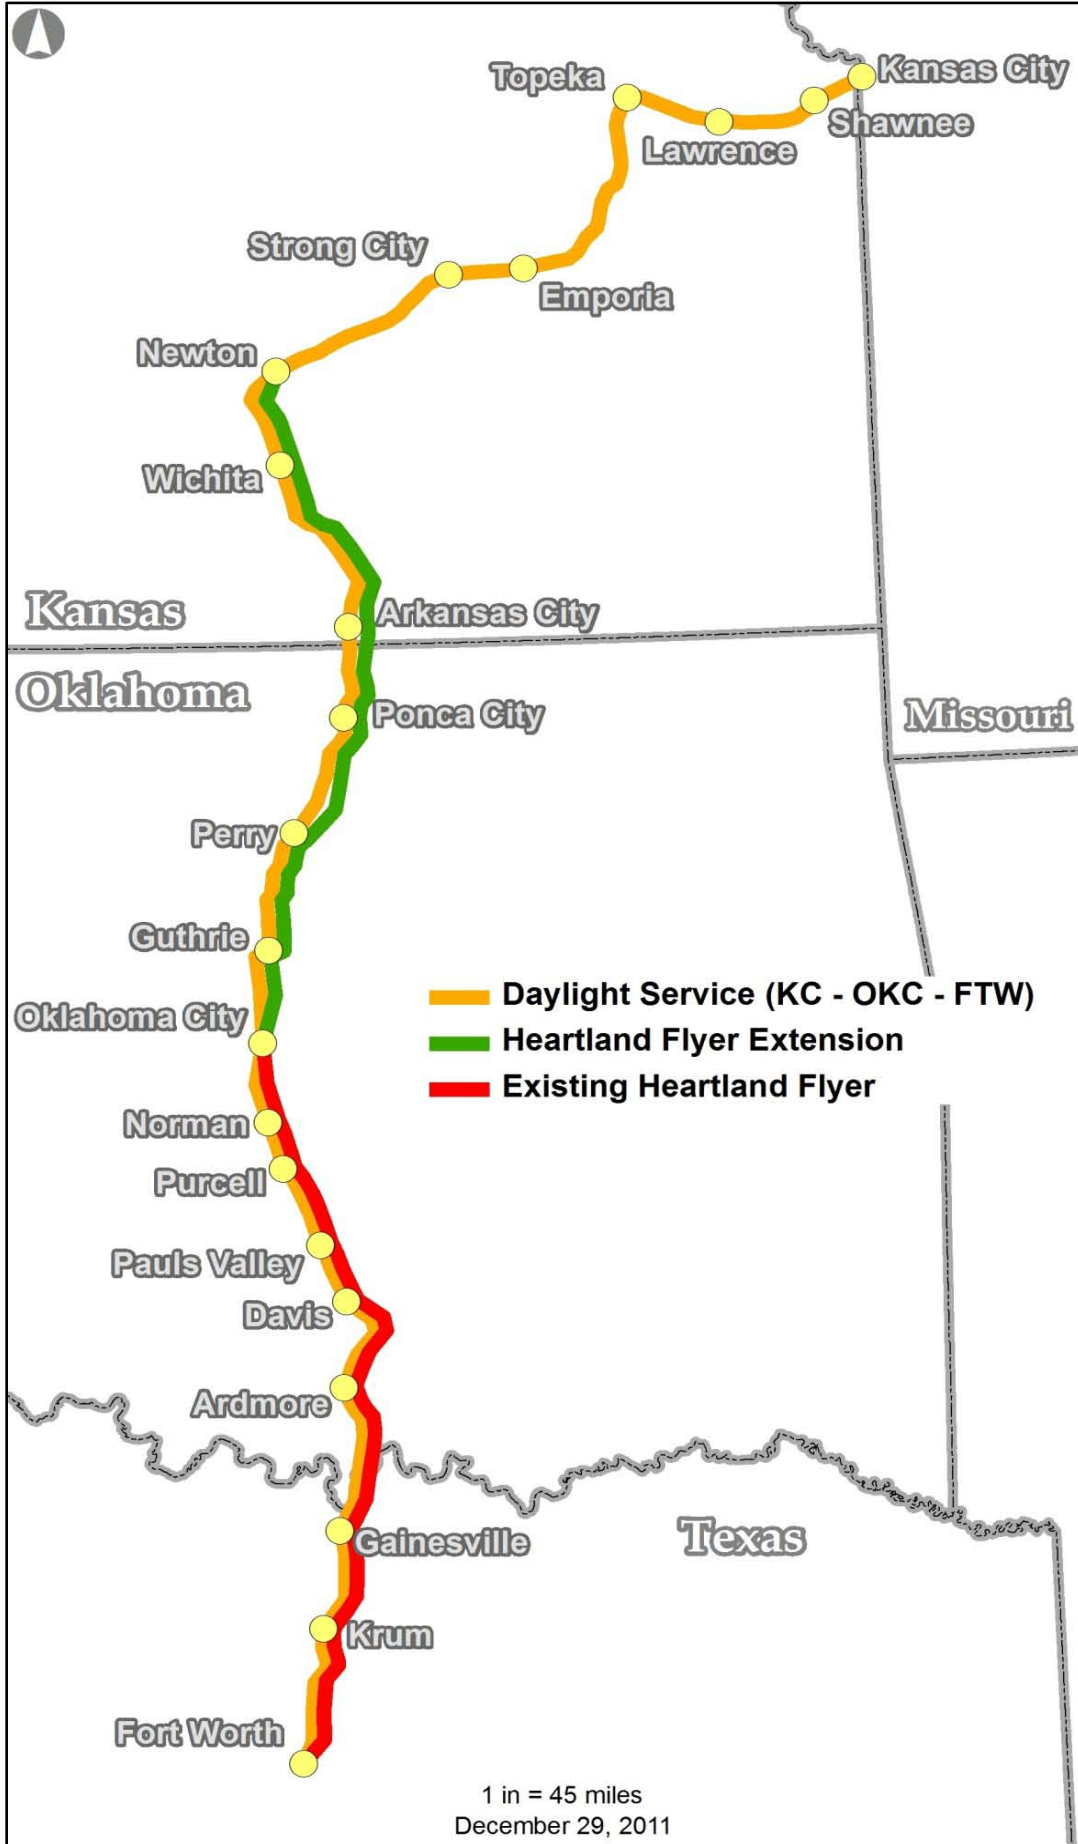 Topeka
Kansas City
Shawnee
Lawrence
Strong City
Emporia
Newton
Wichita
Kansas
Arkansas City
Oklahoma
Ponca City
Missouri
Perry
Guthrie
Daylight Service (KC - OKC - FTW)
Oklahoma City
Heartland Flyer Extension
Existing Heartland Flyer
Norman
Purcell
Pauls Valley
Davis
Ardmore
Gainesville
Texas
Krum
Fort Worth
1 in = 45 miles
December 29, 2011